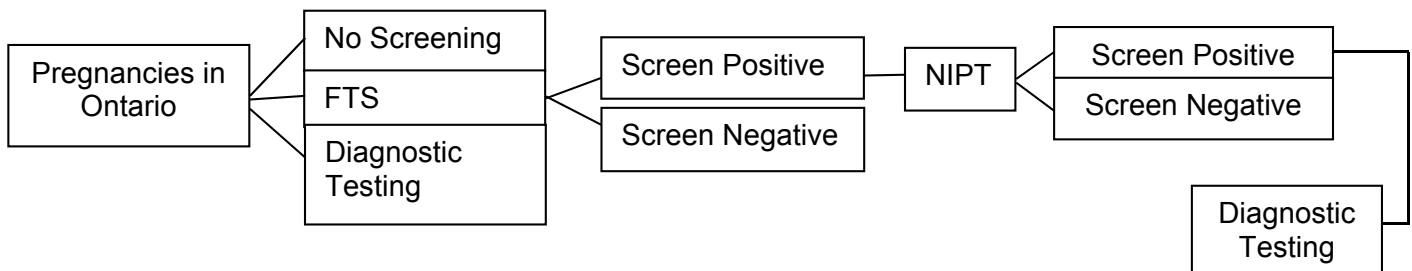 Pregnancies in
Ontario
No Screening
FTS
Diagnostic
Testing
Screen Positive
Screen Negative
NIPT
Screen Positive
Screen Negative
Diagnostic
Testing